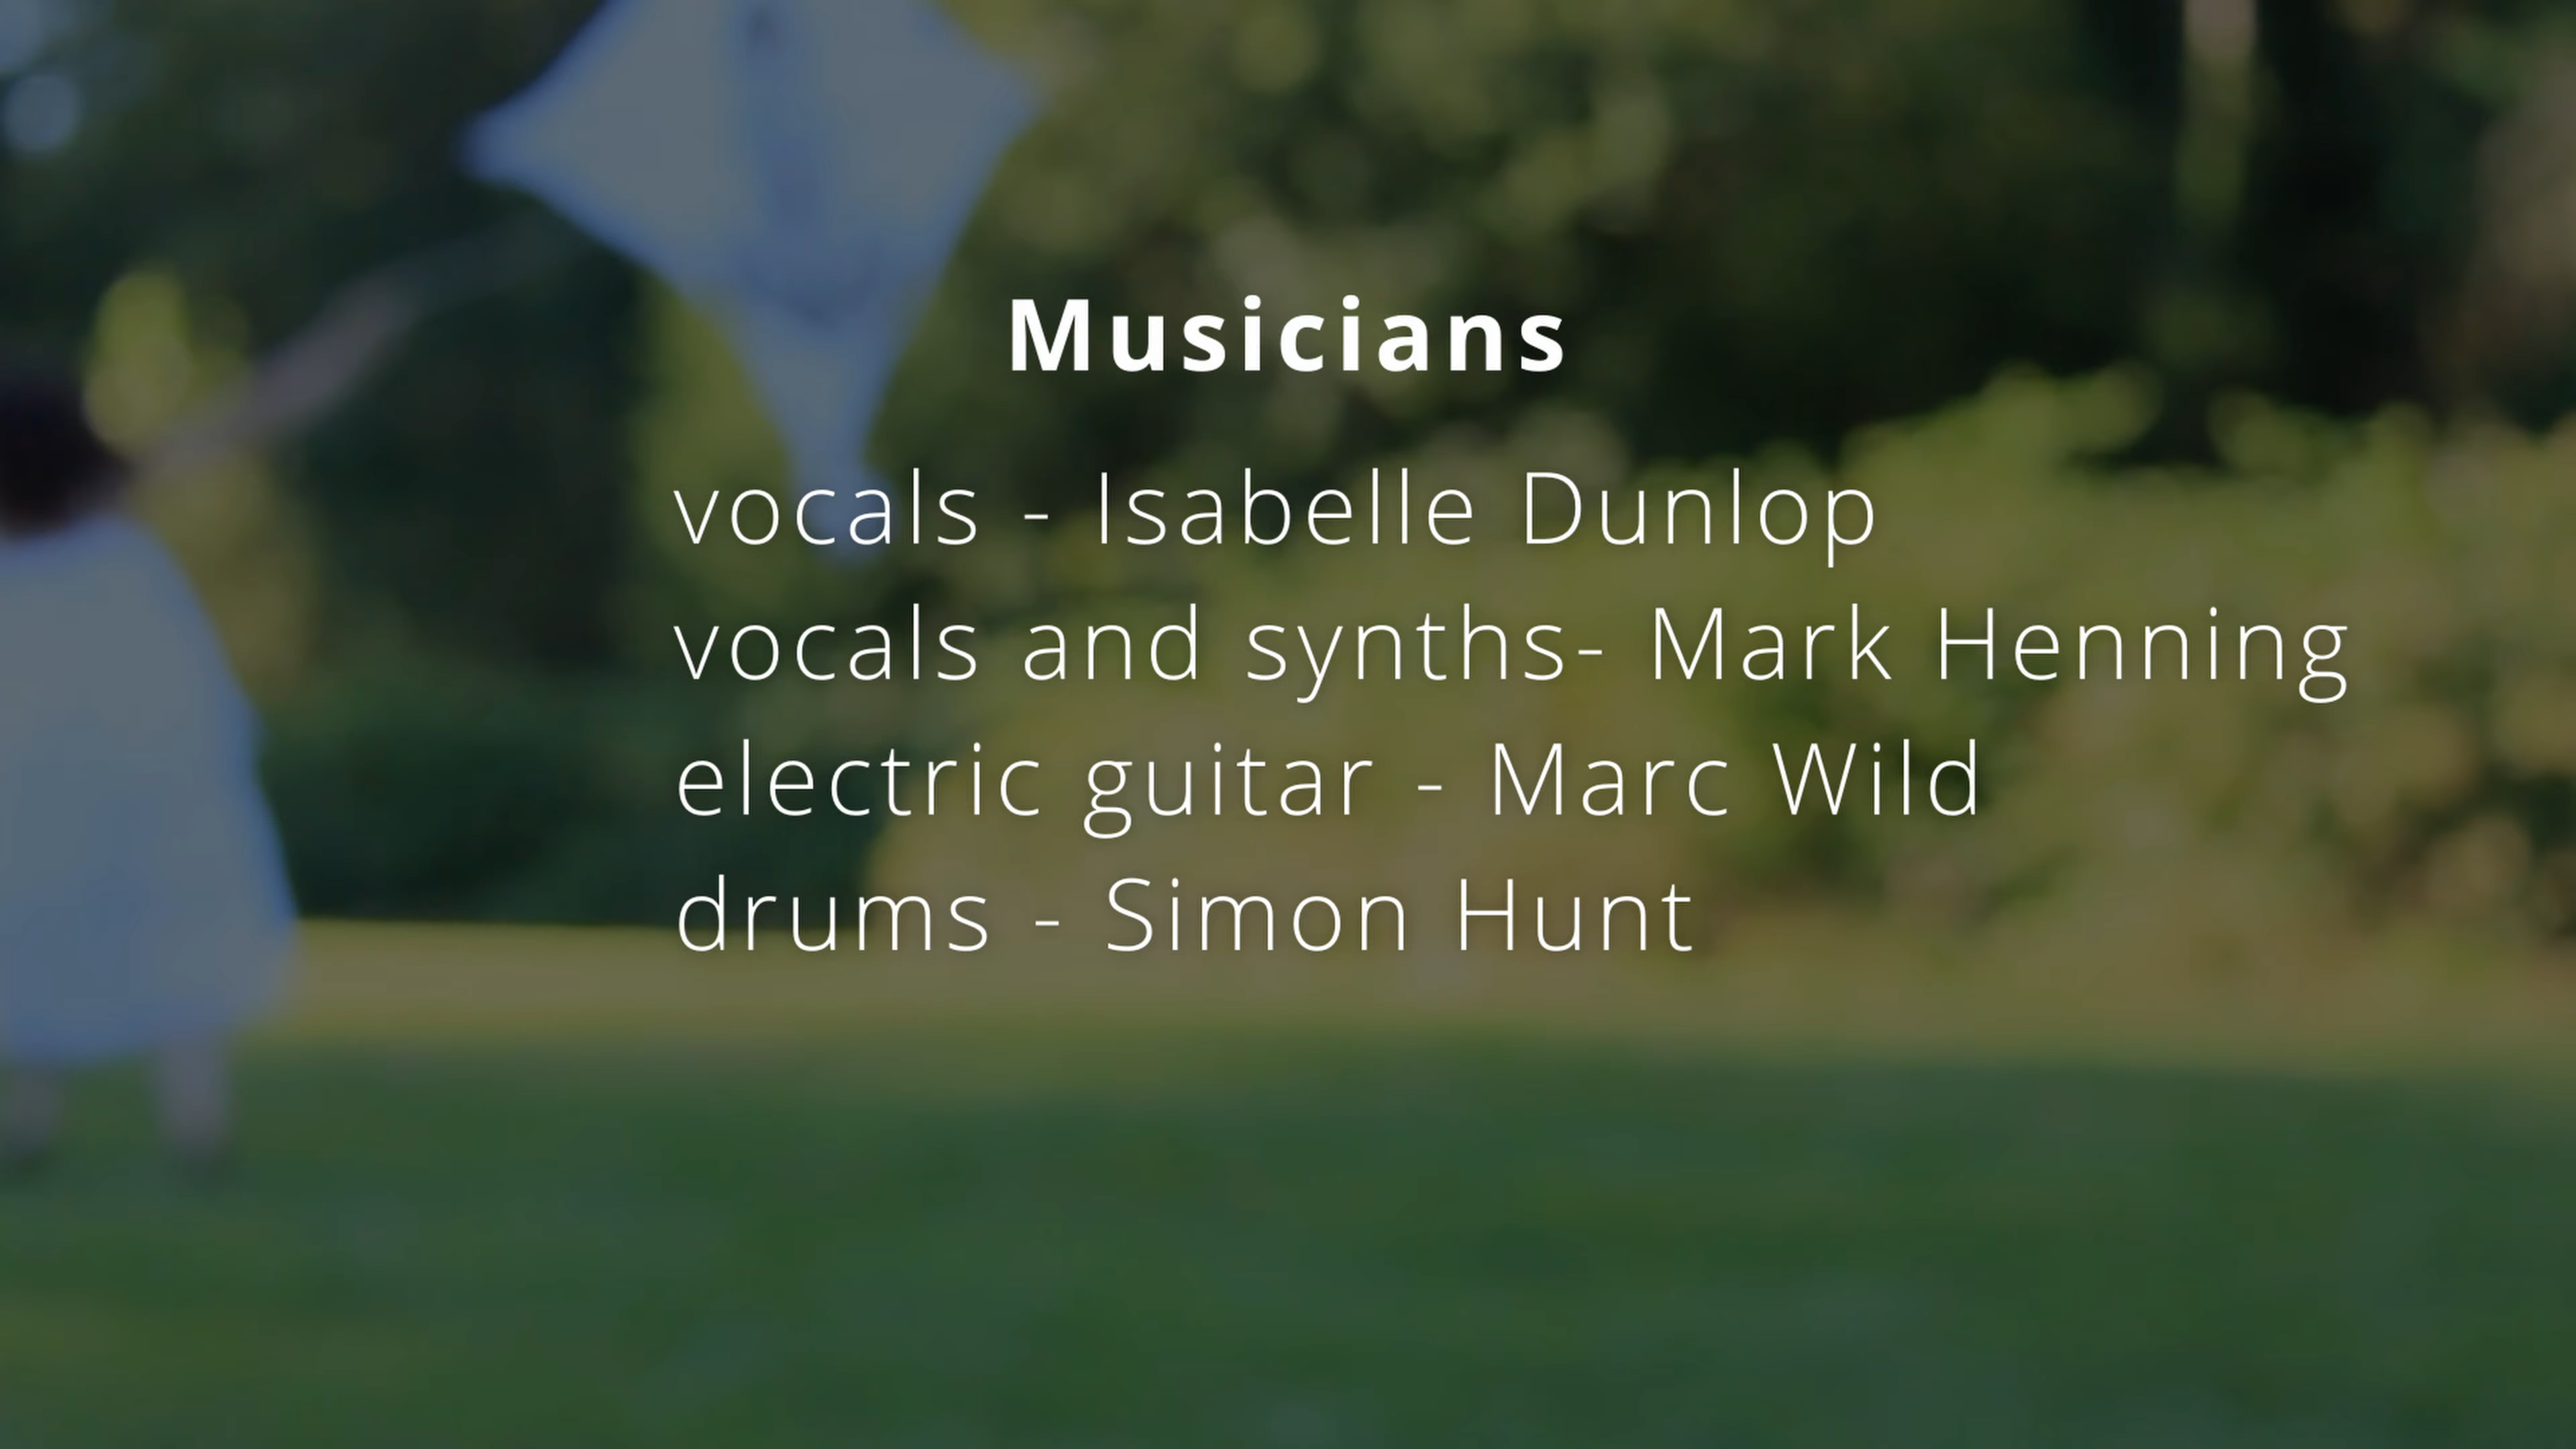 Musicians
vocals - Isabelle Dunlop
vocals and synths- Mark Henning
electric guitar - Marc Wild
drums - Simon Hunt